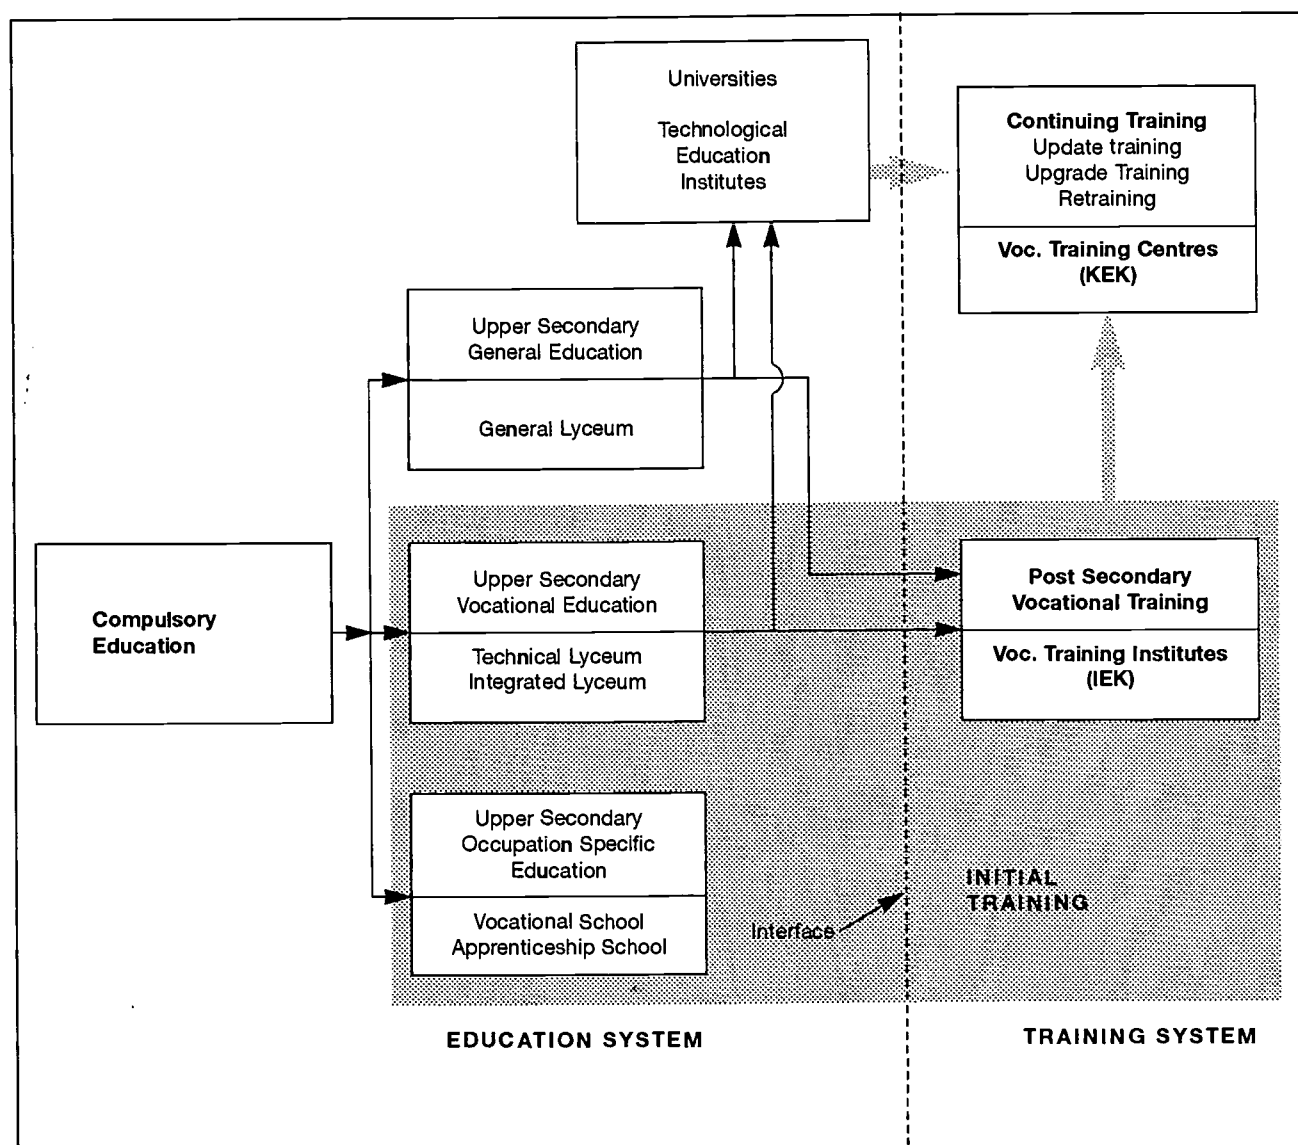 Universities
Technological
Education
Institutes
Continuing Training
Update training
Upgrade Training
Retraining
Voc. Training Centres
(KEK)
Upper Secondary
General Education
General Lyceum
Compulsory
Education
Upper Secondary
Vocational Education
Technical Lyceum
Integrated Lyceum
Post Secondary
Vocational Training
Voc. Training Institutes
(IEK)
Upper Secondary
Occupation Specific
Education
Vocational School
Apprenticeship School
Interface
INITIAL
TRAINING
EDUCATION SYSTEM
TRAINING SYSTEM